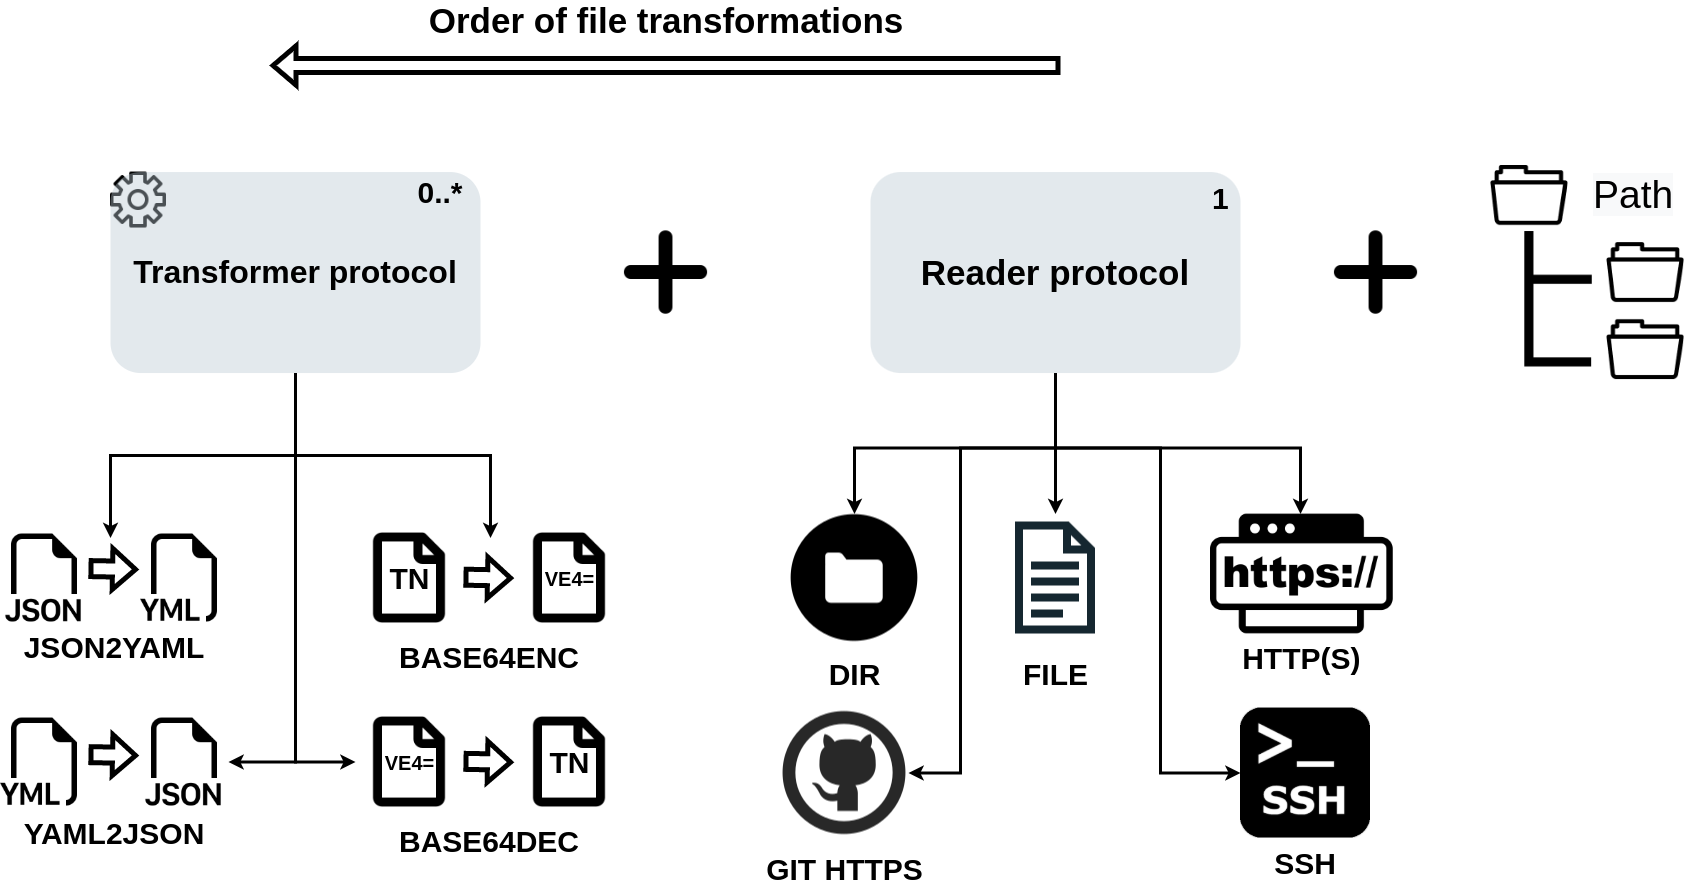 Order of file transformations
0..*
Transformer protocol
1
Reader protocol
Path
JSON
YML
JSON2YAML
TN
VE4=
BASE64ENC
YML
JSON
YAML2JSON
VE4=
TN
BASE64DEC
DIR
FILE
https://
HTTP(S)
GIT HTTPS
>_
SSH
SSH